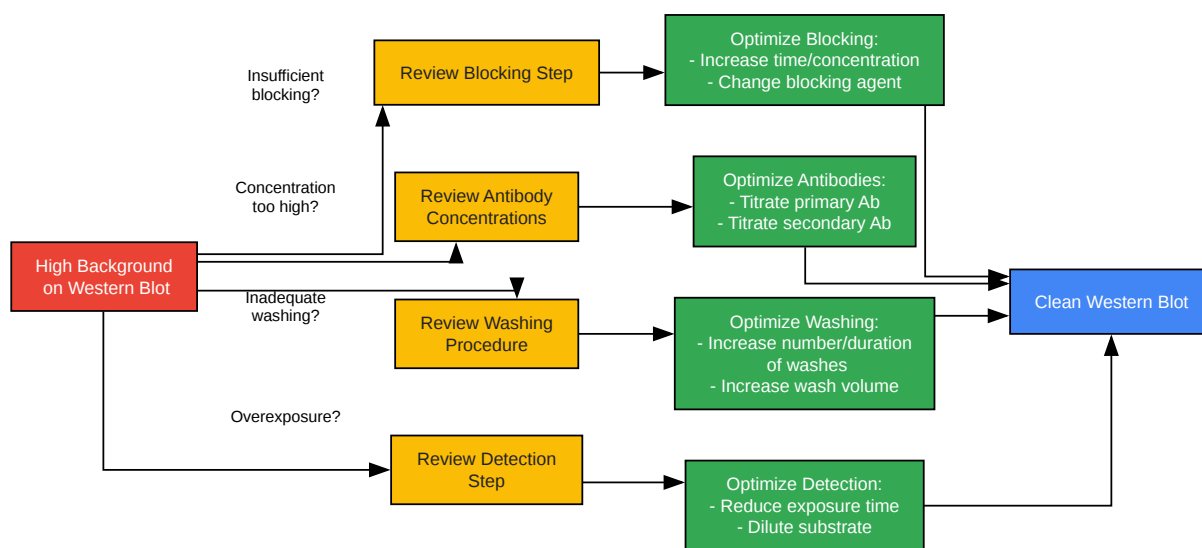 Insufficient
blocking?
Review Blocking Step
Optimize Blocking:
- Increase time/concentration
- Change blocking agent
Concentration
too high?
Review Antibody
Concentrations
Optimize Antibodies:
- Titrate primary Ab
- Titrate secondary Ab
High Background
on Western Blot
Inadequate
washing?
Review Washing
Procedure
Optimize Washing:
- Increase number/duration
of washes
- Increase wash volume
Clean Western Blot
Overexposure?
Review Detection
Step
Optimize Detection:
- Reduce exposure time
- Dilute substrate